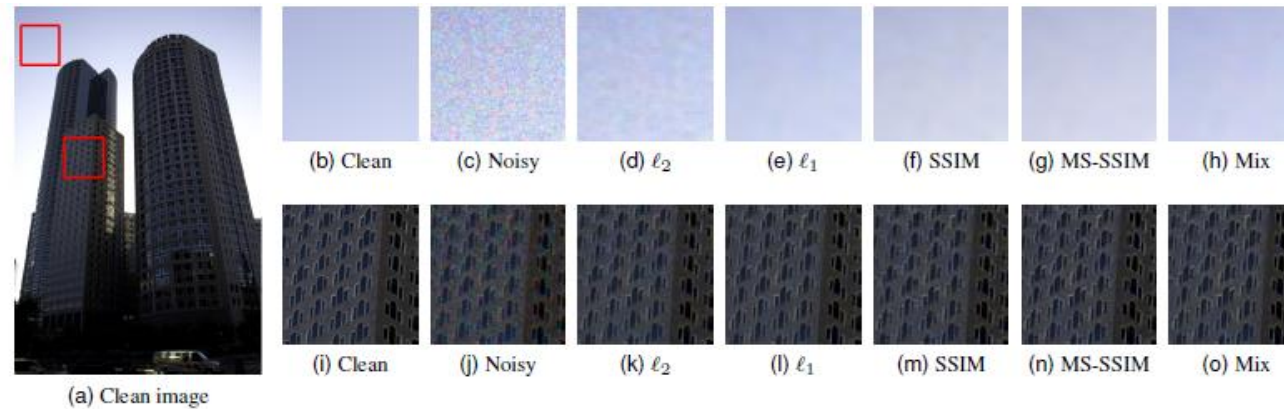 (b) Clean (c) Noisy (d) ℓ₂ (e) ℓ₁ (f) SSIM (g) MS-SSIM (h) Mix
(i) Clean (j) Noisy (k) ℓ₂ (l) ℓ₁ (m) SSIM (n) MS-SSIM (o) Mix
(a) Clean image